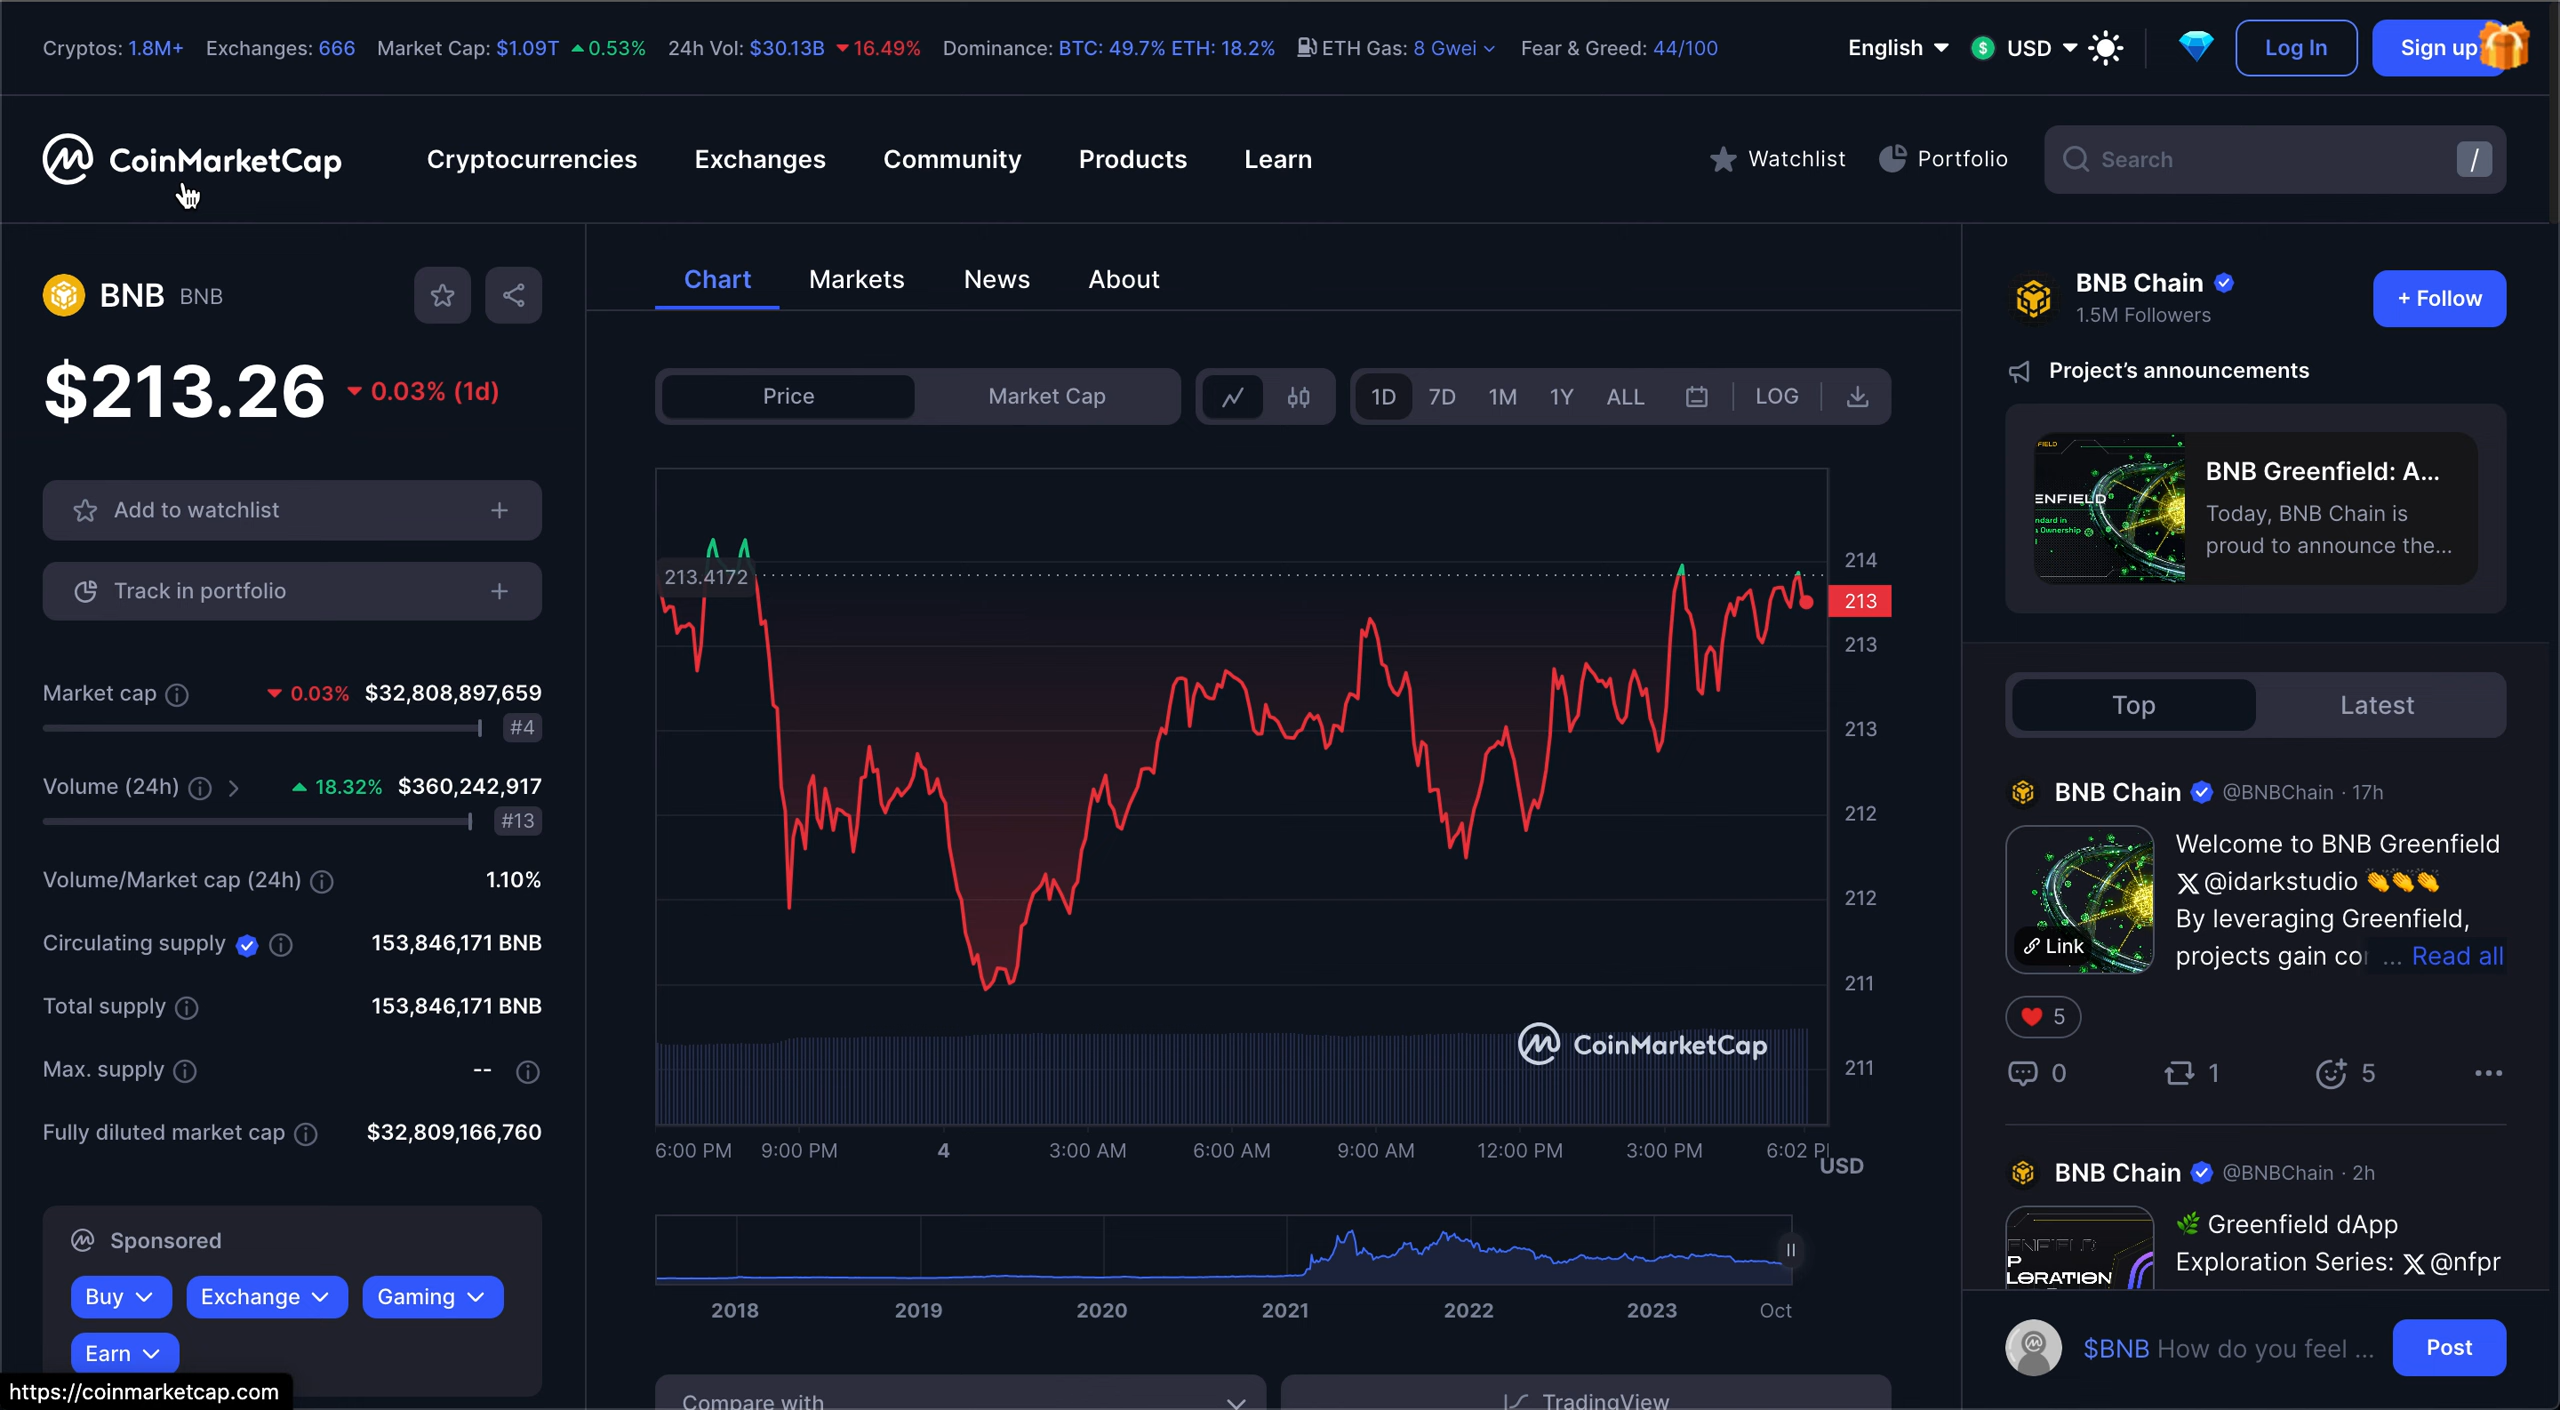 Cryptos: 1.8M+ Exchanges: 666 Market Cap: $1.09T 0.53% 24h Vol: $30.13B 16.49% Dominance: BTC: 49.7% ETH: 18.2% ETH Gas: 8 Gwei Fear & Greed: 44/100 English USD Log In Sign up
CoinMarketCap Cryptocurrencies Exchanges Community Products Learn Watchlist Portfolio Search /
BNB BNB
$213.26 0.03% (1d)
Add to watchlist +
Track in portfolio +
Market cap 0.03% $32,808,897,659
#4
Volume (24h) 18.32% $360,242,917
#13
Volume/Market cap (24h) 1.10%
Circulating supply 153,846,171 BNB
Total supply 153,846,171 BNB
Max. supply --
Fully diluted market cap $32,809,166,760
Sponsored
Buy Exchange Gaming
Earn
https://coinmarketcap.com
Chart Markets News About
Price Market Cap 1D 7D 1M 1Y ALL LOG
213.4172
214
213
213
213
212
212
211
211
CoinMarketCap
6:00 PM 9:00 PM 4 3:00 AM 6:00 AM 9:00 AM 12:00 PM 3:00 PM 6:02 P
USD
2018 2019 2020 2021 2022 2023 Oct
Compare with TradingView
BNB Chain
1.5M Followers
+ Follow
Project's announcements
FIELD
ENFIELD
ndard in
Ownership
BNB Greenfield: A...
Today, BNB Chain is
proud to announce the...
Top Latest
BNB Chain @BNBChain · 17h
Link
Welcome to BNB Greenfield
X @idarkstudio 👏👏👏
By leveraging Greenfield,
projects gain co ... Read all
❤️ 5
0 1 5
BNB Chain @BNBChain · 2h
ENFIELD
P
LORATION
🌿 Greenfield dApp
Exploration Series: X @nfpr
$BNB How do you feel ... Post